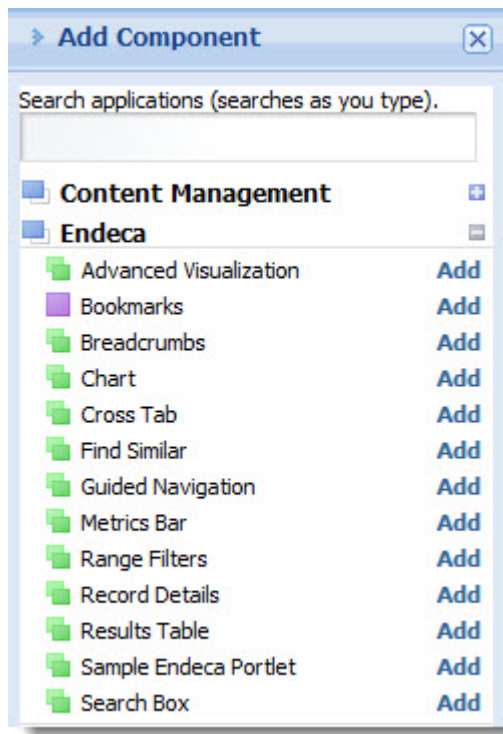 Add Component
Search applications (searches as you type).
Content Management
Endeca
Advanced Visualization Add
Bookmarks Add
Breadcrumbs Add
Chart Add
Cross Tab Add
Find Similar Add
Guided Navigation Add
Metrics Bar Add
Range Filters Add
Record Details Add
Results Table Add
Sample Endeca Portlet Add
Search Box Add